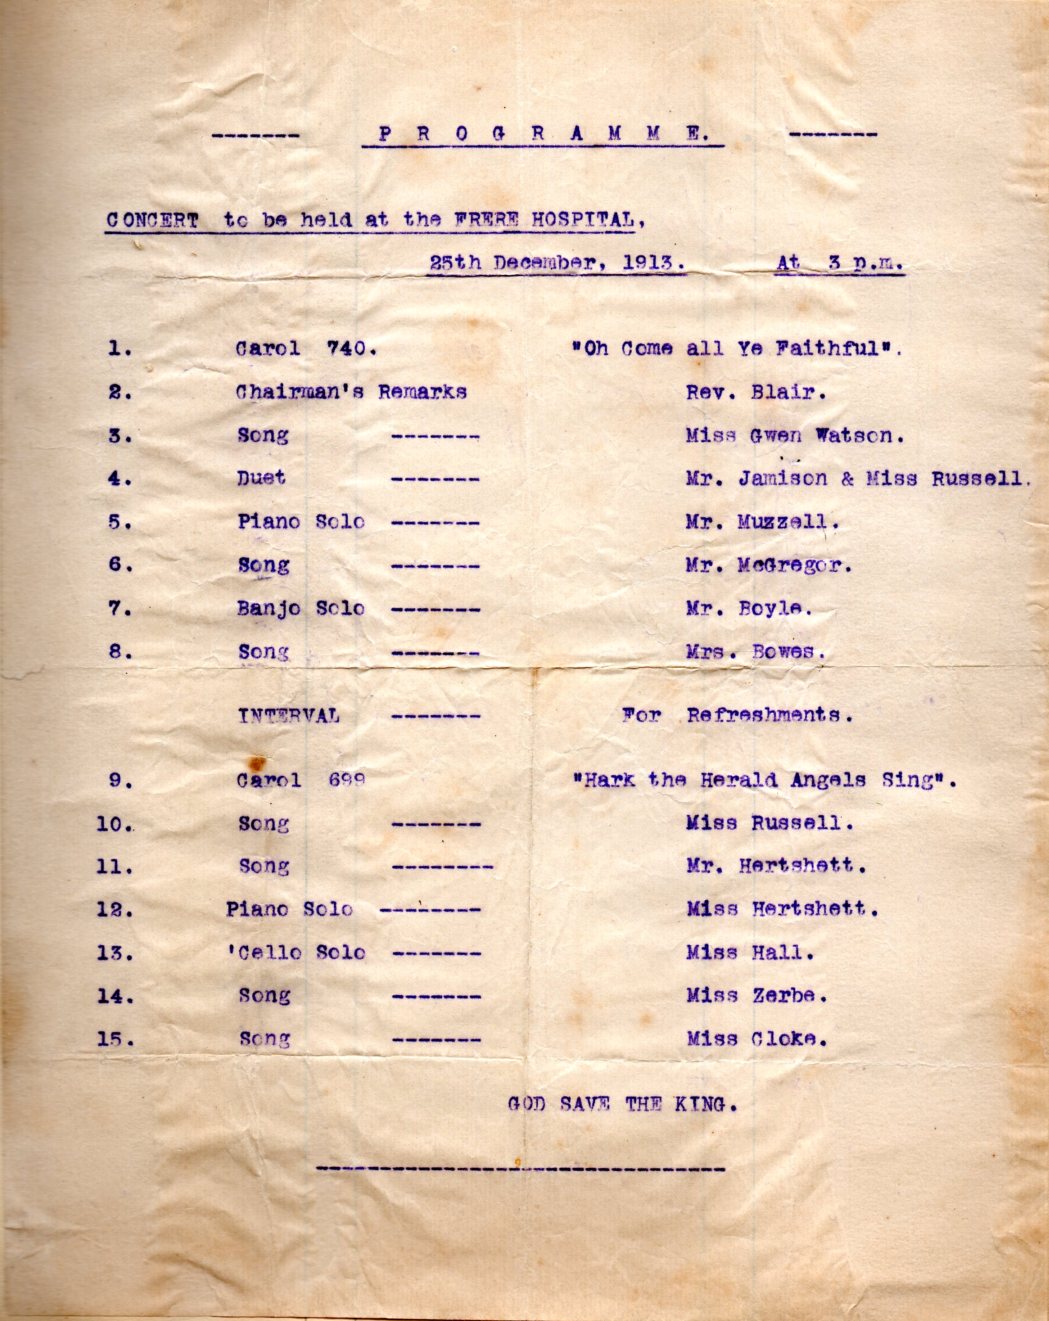 ------- P R O G R A M M E. -------
CONCERT to be held at the FRERE HOSPITAL,
25th December, 1913. At 3 p.m.
1. Carol 740. "Oh Come all Ye Faithful".
2. Chairman's Remarks Rev. Blair.
3. Song ------- Miss Gwen Watson.
4. Duet ------- Mr. Jamison & Miss Russell.
5. Piano Solo ------- Mr. Muzzell.
6. Song ------- Mr. McGregor.
7. Banjo Solo ------- Mr. Boyle.
8. Song ------- Mrs. Bowes.
INTERVAL ------- For Refreshments.
9. Carol 699 "Hark the Herald Angels Sing".
10. Song ------- Miss Russell.
11. Song -------- Mr. Hertshett.
12. Piano Solo -------- Miss Hertshett.
13. 'Cello Solo ------- Miss Hall.
14. Song ------- Miss Zerbe.
15. Song ------- Miss Cloke.
GOD SAVE THE KING.